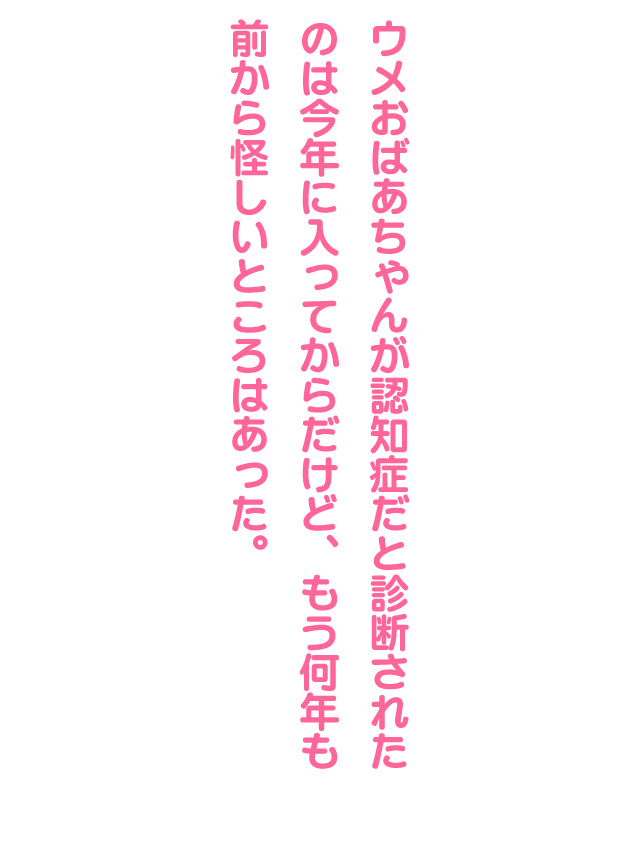 ウメおばあちゃんが認知症だと診断された
のは今年に入ってからだけど、もう何年も
前から怪しいところはあった。